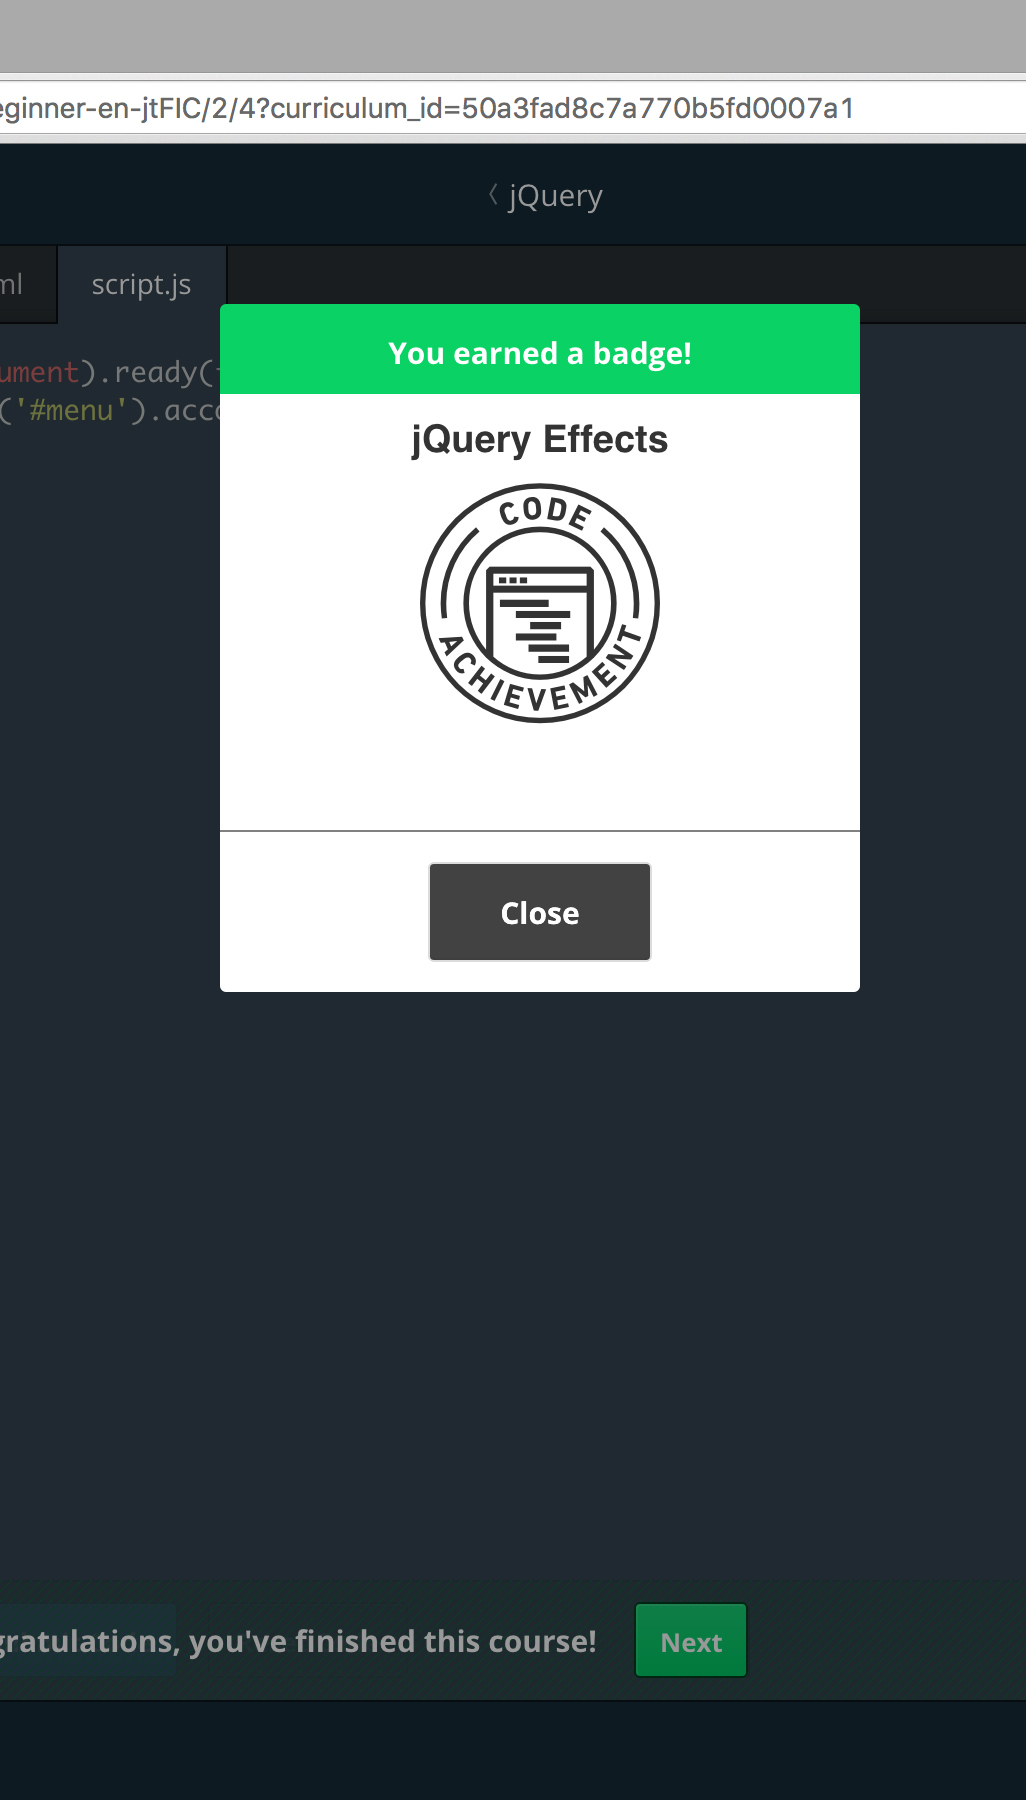 eginner-en-jtFIC/2/4?curriculum_id=50a3fad8c7a770b5fd0007a1
〈 jQuery
ml script.js
ument).ready(
('#menu').acco
You earned a badge!
jQuery Effects
CODE
ACHIEVEMENT
Close
gratulations, you've finished this course! Next